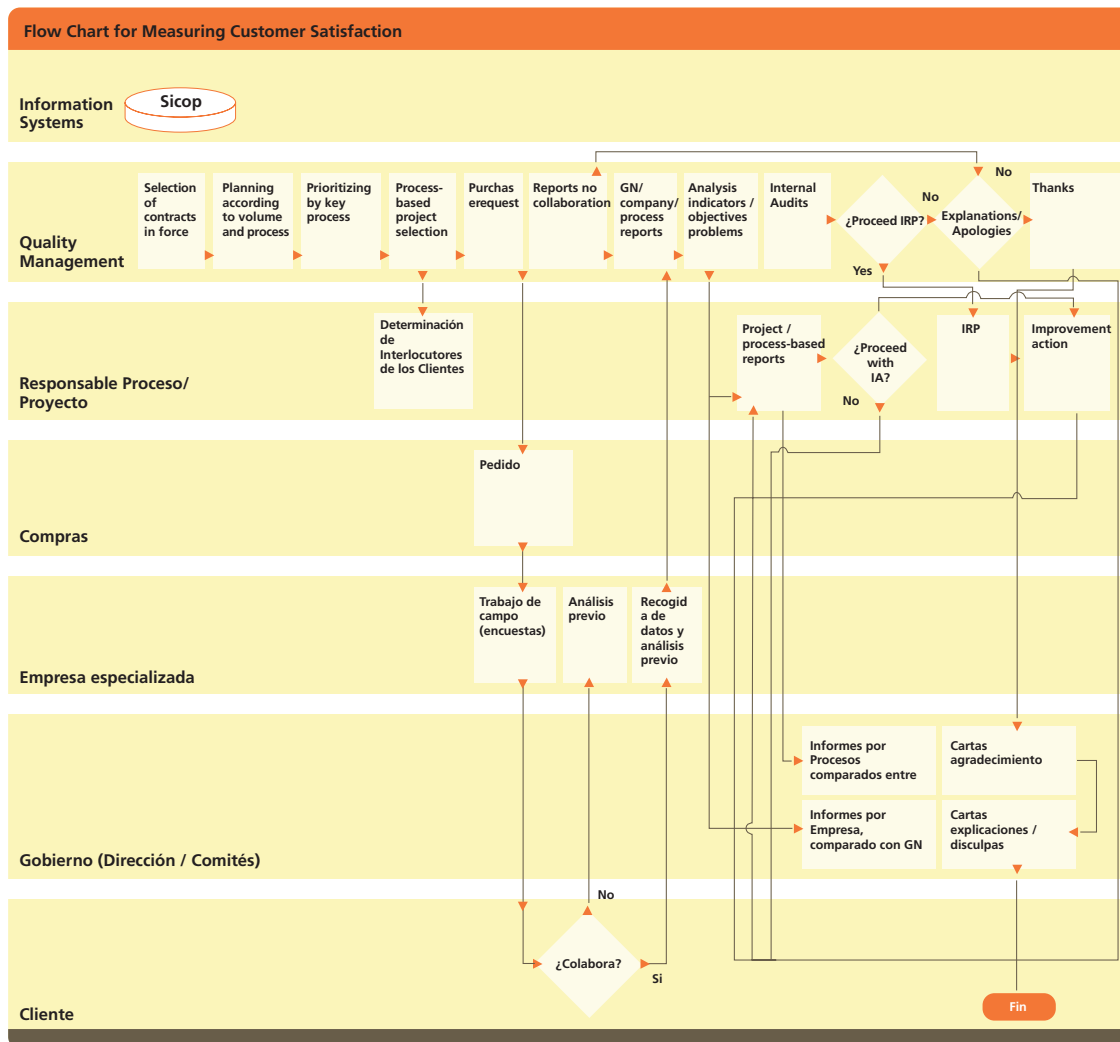 Flow Chart for Measuring Customer Satisfaction
Information
Systems
Sicop
Quality
Management
Selection
of
contracts
in force
Planning
according
to volume
and process
Prioritizing
by key
process
Process-
based
project
selection
Purchas
erequest
Reports no
collaboration
GN/
company/
process
reports
Analysis
indicators /
objectives
problems
Internal
Audits
¿Proceed IRP?
No
Yes
Explanations/
Apologies
No
Thanks
Responsable Proceso/
Proyecto
Determinación
de
Interlocutores
de los Clientes
Project /
process-based
reports
¿Proceed
with
IA?
No
IRP
Improvement
action
Compras
Pedido
Empresa especializada
Trabajo de
campo
(encuestas)
Análisis
previo
Recogid
a de
datos y
análisis
previo
Gobierno (Dirección / Comités)
Informes por
Procesos
comparados entre
Cartas
agradecimiento
Informes por
Empresa,
comparado con GN
Cartas
explicaciones /
disculpas
Cliente
No
¿Colabora?
Si
Fin